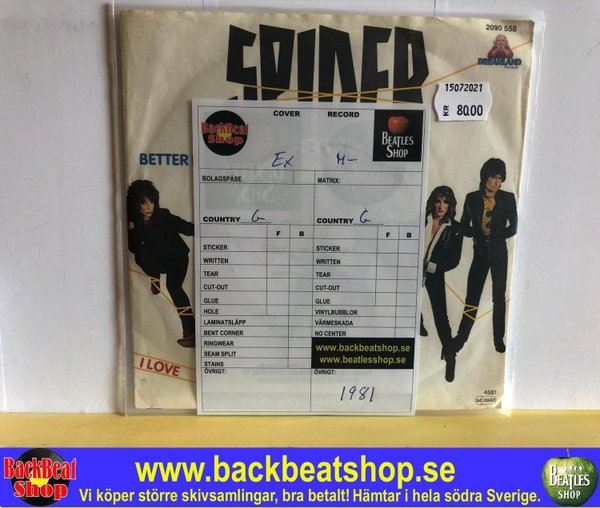 SPIDER
2090 556
DREAMLAND
15072021
KR 80.00
BETTER
I LOVE
4681
LC
BackBeat Shop
COVER
RECORD
BEATLES SHOP
EX
M-
BOLAGSPÅSE
MATRIX:
COUNTRY G
COUNTRY G
F B
F B
STICKER
STICKER
WRITTEN
WRITTEN
TEAR
TEAR
CUT-OUT
CUT-OUT
GLUE
GLUE
HOLE
VINYLBUBBLOR
LAMINATSLÄPP
VÄRMESKADA
BENT CORNER
NO CENTER
RINGWEAR
www.backbeatshop.se
SEAM SPLIT
www.beatlesshop.se
STAINS
ÖVRIGT:
ÖVRIGT:
1981
BackBeat Shop
www.backbeatshop.se
Vi köper större skivsamlingar, bra betalt! Hämtar i hela södra Sverige.
BEATLES SHOP